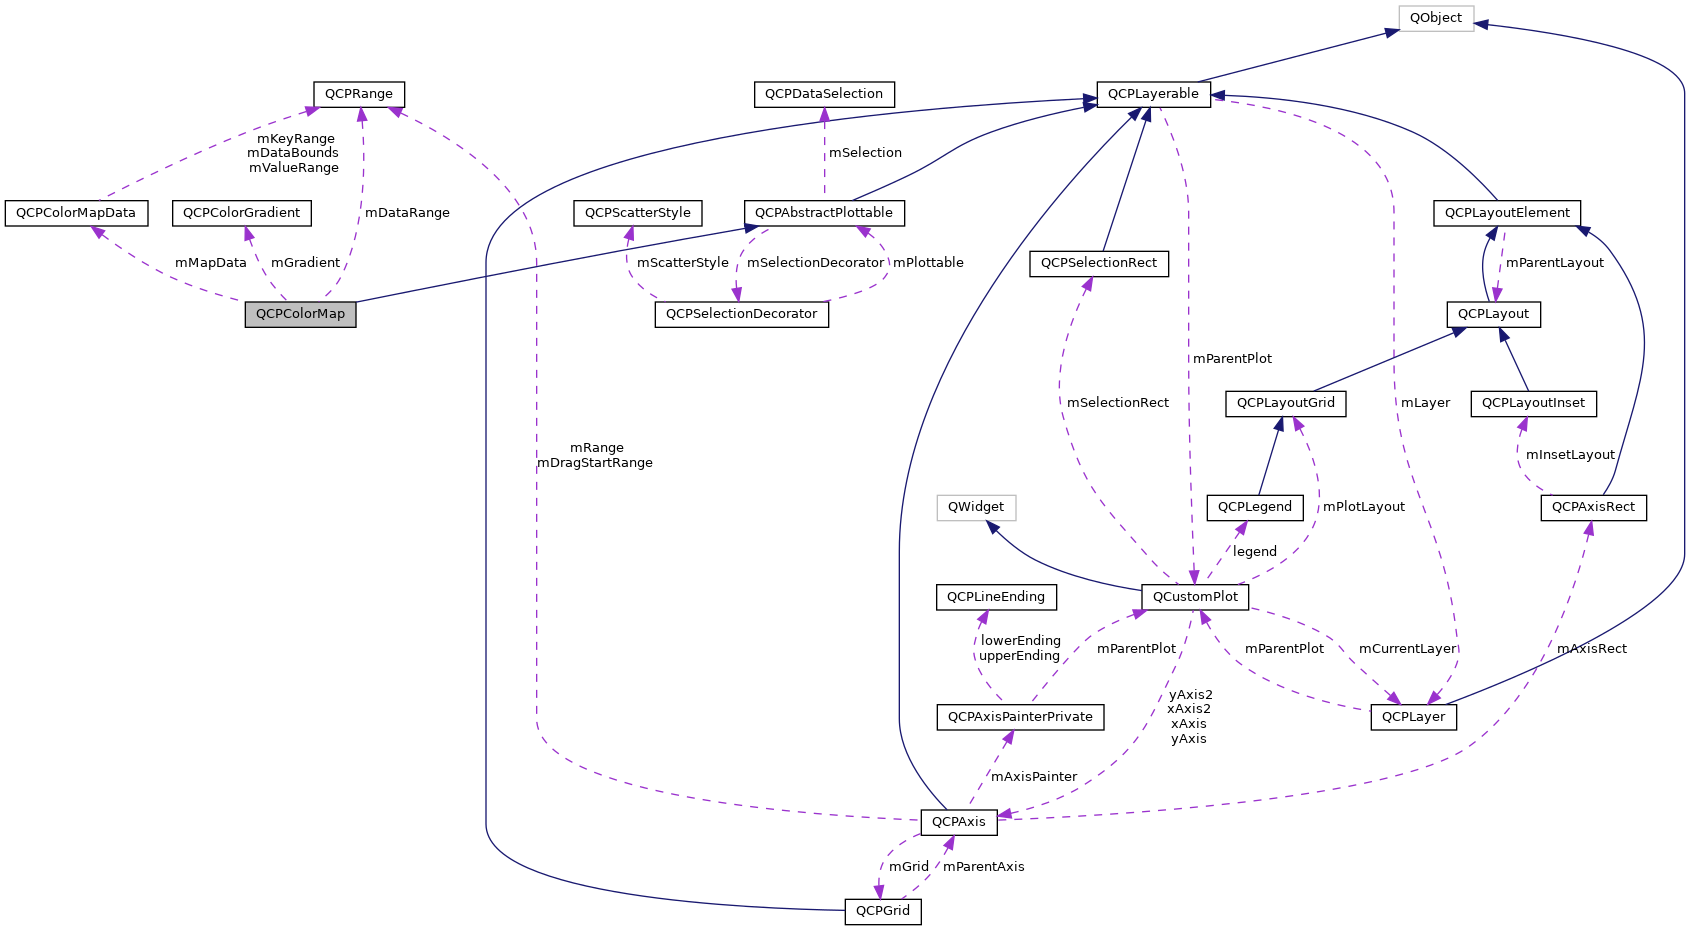 QObject
QCPRange
QCPDataSelection
QCPLayerable
mKeyRange
mDataBounds
mValueRange
mSelection
QCPColorMapData
QCPColorGradient
mDataRange
QCPScatterStyle
QCPAbstractPlottable
QCPLayoutElement
mMapData
mGradient
mScatterStyle
mSelectionDecorator
mPlottable
QCPSelectionRect
mParentLayout
QCPColorMap
QCPSelectionDecorator
QCPLayout
mParentPlot
mSelectionRect
QCPLayoutGrid
mLayer
QCPLayoutInset
mRange
mDragStartRange
mInsetLayout
QWidget
QCPLegend
mPlotLayout
QCPAxisRect
legend
QCPLineEnding
QCustomPlot
lowerEnding
upperEnding
mParentPlot
mParentPlot
mCurrentLayer
mAxisRect
yAxis2
xAxis2
xAxis
yAxis
QCPAxisPainterPrivate
QCPLayer
mAxisPainter
QCPAxis
mGrid
mParentAxis
QCPGrid